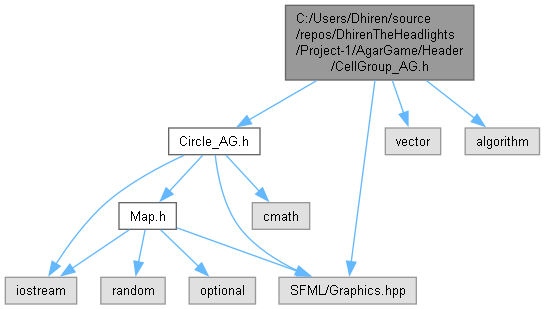 C:/Users/Dhiren/source
/repos/DhirenTheHeadlights
/Project-1/AgarGame/Header
/CellGroup_AG.h
Circle_AG.h
vector
algorithm
Map.h
cmath
iostream
random
optional
SFML/Graphics.hpp